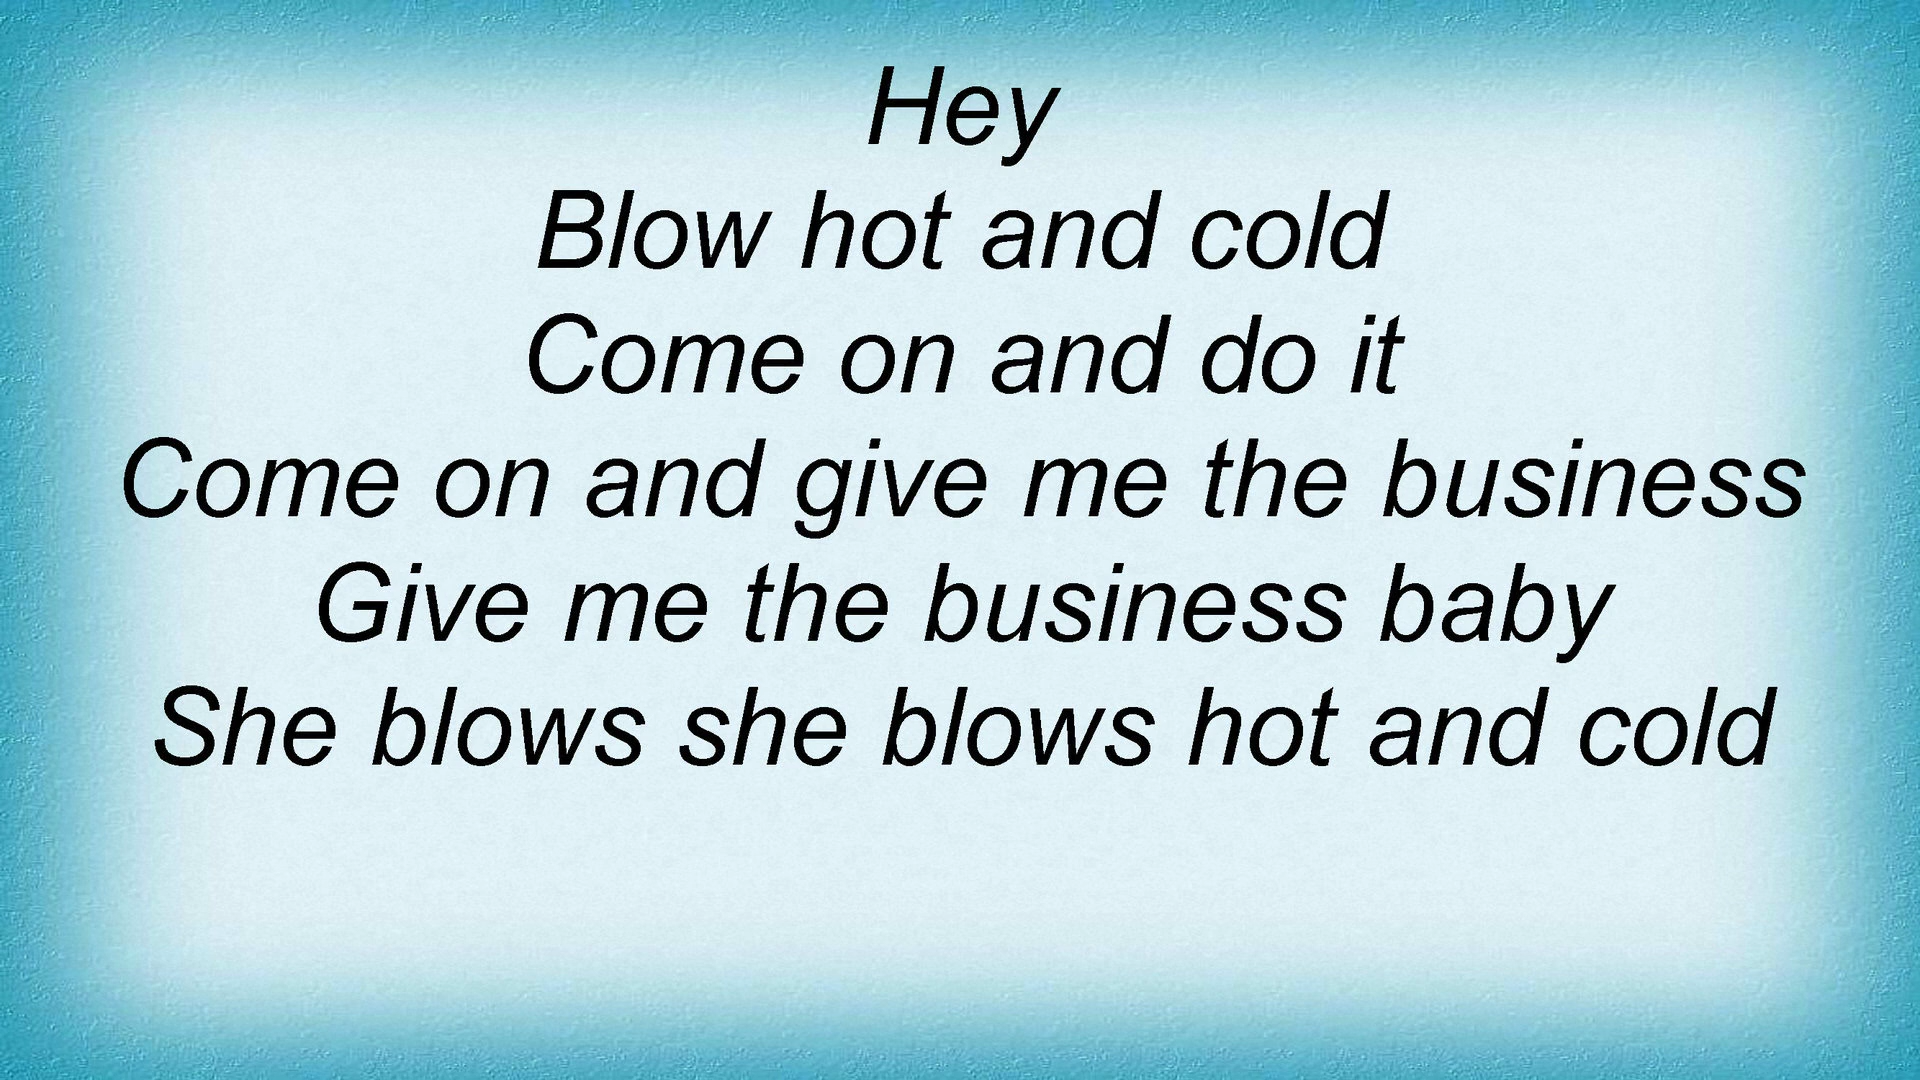 Hey
Blow hot and cold
Come on and do it
Come on and give me the business
Give me the business baby
She blows she blows hot and cold